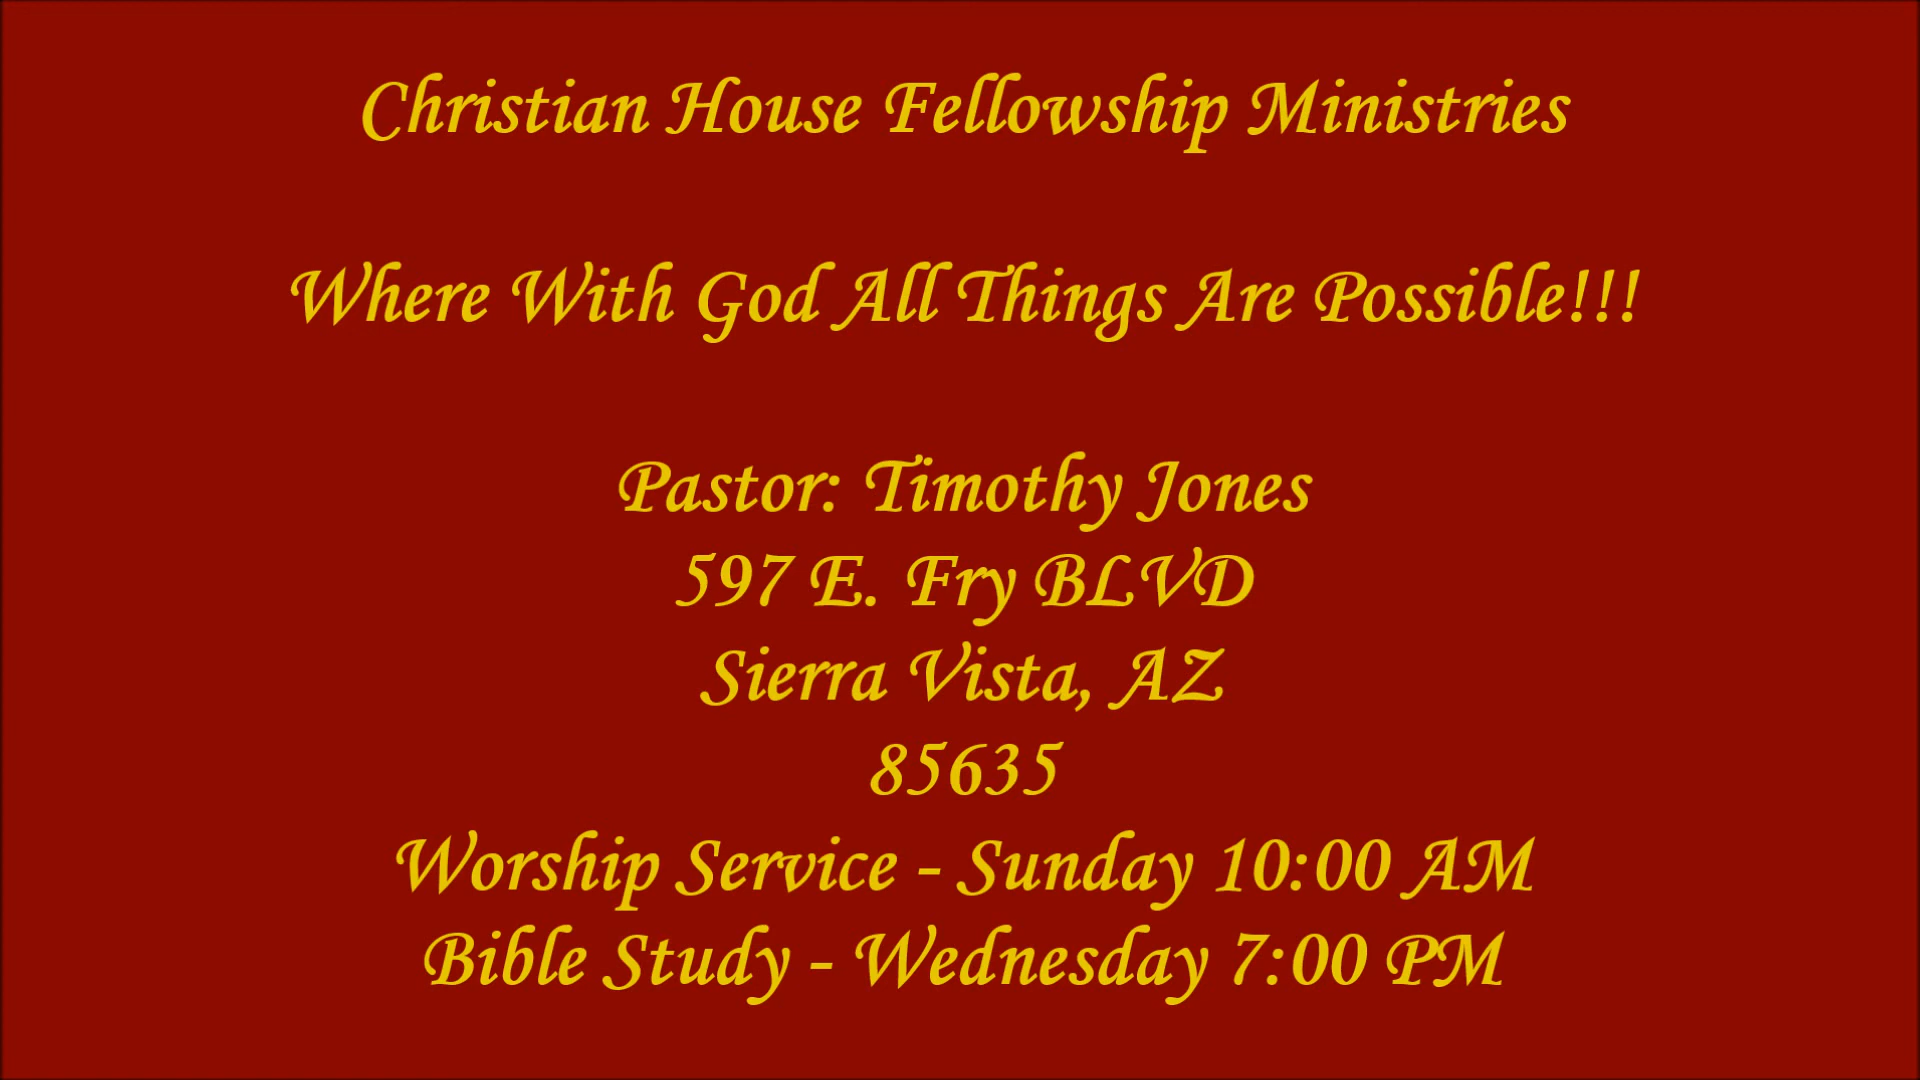 Christian House Fellowship Ministries
Where With God All Things Are Possible!!!
Pastor: Timothy Jones
597 E. Fry BLVD
Sierra Vista, AZ
85635
Worship Service - Sunday 10:00 AM
Bible Study - Wednesday 7:00 PM